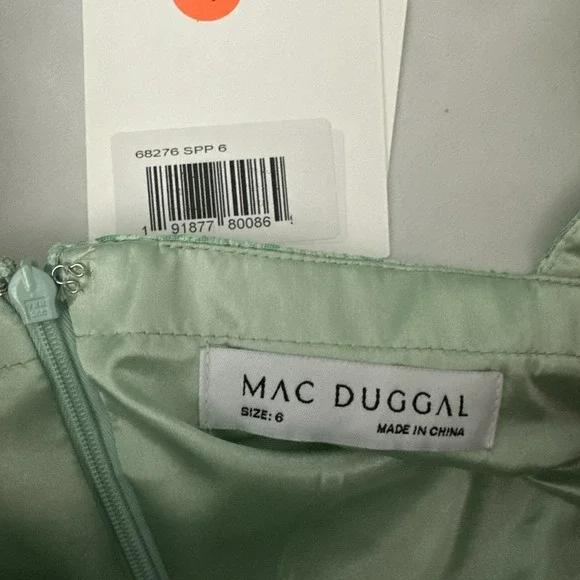 68276 SPP 6
1 91877 80086
MAC DUGGAL
SIZE: 6
MADE IN CHINA